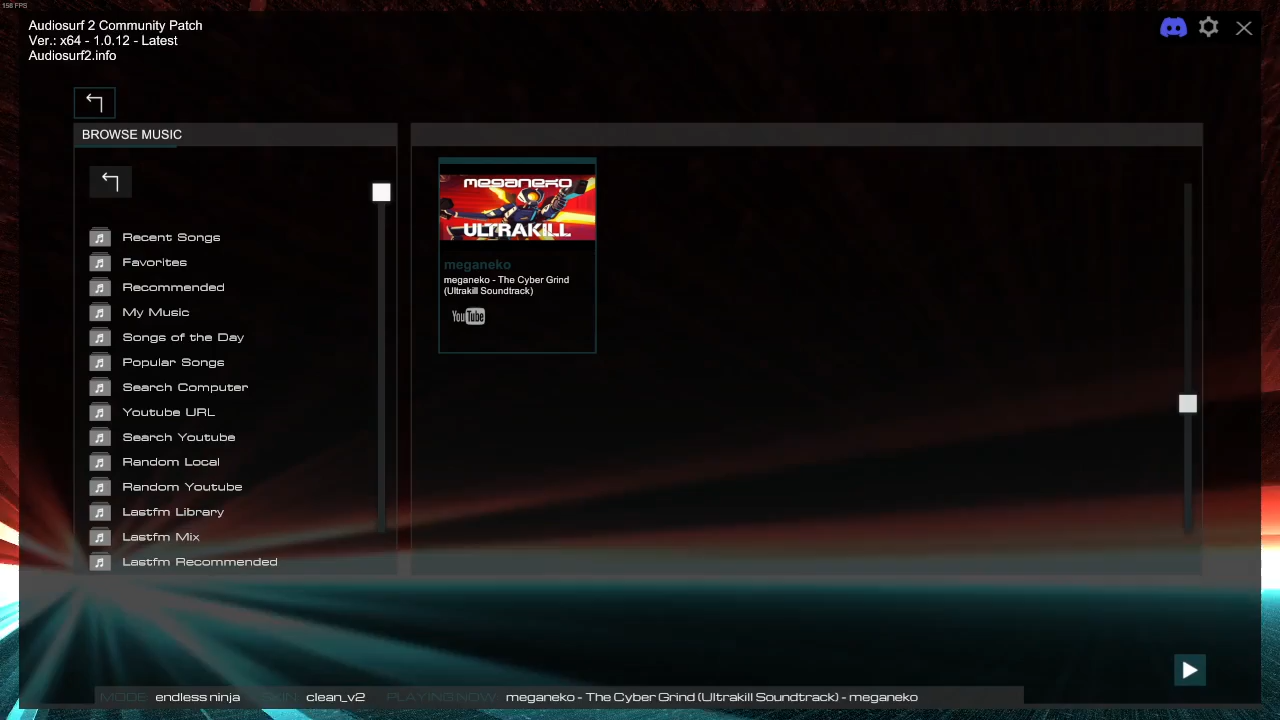 158 FPS
Audiosurf 2 Community Patch
Ver.: x64 - 1.0.12 - Latest
Audiosurf2.info
BROWSE MUSIC
Recent Songs
Favorites
Recommended
My Music
Songs of the Day
Popular Songs
Search Computer
Youtube URL
Search Youtube
Random Local
Random Youtube
Lastfm Library
Lastfm Mix
Lastfm Recommended
meganeko
ULTRAKILL
meganeko
meganeko - The Cyber Grind
(Ultrakill Soundtrack)
YouTube
MODE: endless ninja SKIN: clean_v2 PLAYING NOW: meganeko - The Cyber Grind (Ultrakill Soundtrack) - meganeko